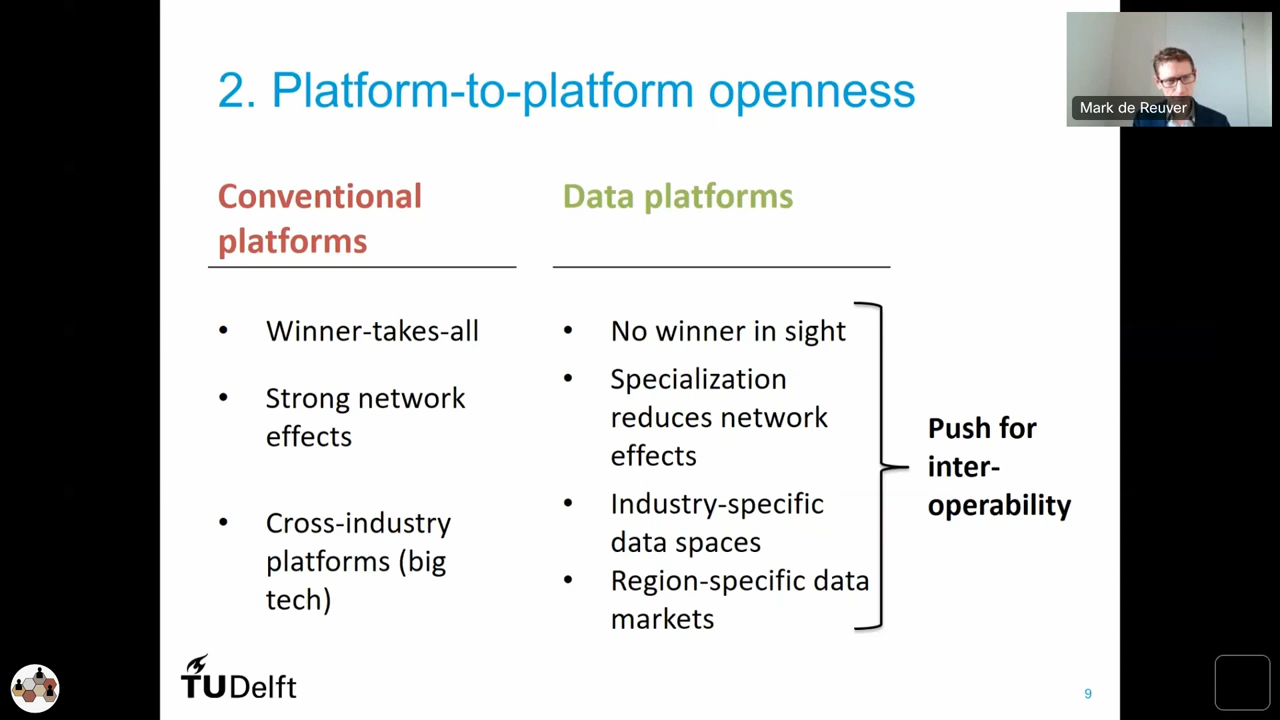 2. Platform-to-platform openness
Mark de Reuver
Conventional
platforms
• Winner-takes-all
• Strong network
effects
• Cross-industry
platforms (big
tech)
Data platforms
• No winner in sight
• Specialization
reduces network
effects
• Industry-specific
data spaces
• Region-specific data
markets
Push for
inter-
operability
TUDelft
9